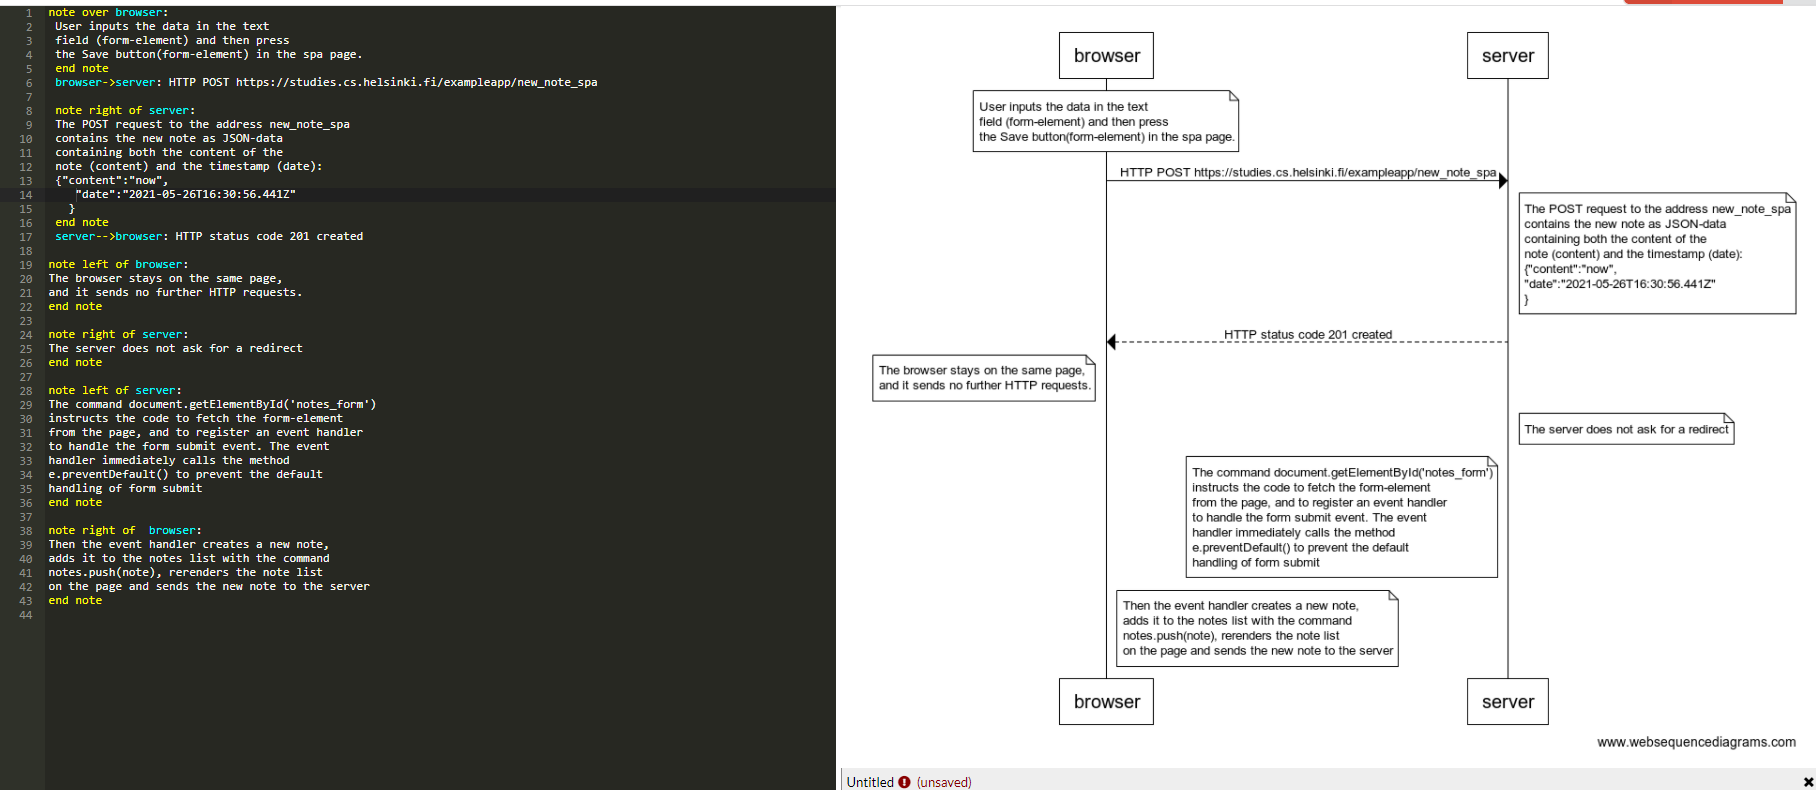 1 note over browser:
2 User inputs the data in the text
3 field (form-element) and then press
4 the Save button(form-element) in the spa page.
5 end note
6 browser->server: HTTP POST https://studies.cs.helsinki.fi/exampleapp/new_note_spa
7
8 note right of server:
9 The POST request to the address new_note_spa
10 contains the new note as JSON-data
11 containing both the content of the
12 note (content) and the timestamp (date):
13 {"content":"now",
14 "date":"2021-05-26T16:30:56.441Z"
15 }
16 end note
17 server-->browser: HTTP status code 201 created
18
19 note left of browser:
20 The browser stays on the same page,
21 and it sends no further HTTP requests.
22 end note
23
24 note right of server:
25 The server does not ask for a redirect
26 end note
27
28 note left of server:
29 The command document.getElementById('notes_form')
30 instructs the code to fetch the form-element
31 from the page, and to register an event handler
32 to handle the form submit event. The event
33 handler immediately calls the method
34 e.preventDefault() to prevent the default
35 handling of form submit
36 end note
37
38 note right of  browser:
39 Then the event handler creates a new note,
40 adds it to the notes list with the command
41 notes.push(note), rerenders the note list
42 on the page and sends the new note to the server
43 end note
44
browser
server
User inputs the data in the text
field (form-element) and then press
the Save button(form-element) in the spa page.
HTTP POST https://studies.cs.helsinki.fi/exampleapp/new_note_spa
The POST request to the address new_note_spa
contains the new note as JSON-data
containing both the content of the
note (content) and the timestamp (date):
{"content":"now",
"date":"2021-05-26T16:30:56.441Z"
}
HTTP status code 201 created
The browser stays on the same page,
and it sends no further HTTP requests.
The server does not ask for a redirect
The command document.getElementById('notes_form')
instructs the code to fetch the form-element
from the page, and to register an event handler
to handle the form submit event. The event
handler immediately calls the method
e.preventDefault() to prevent the default
handling of form submit
Then the event handler creates a new note,
adds it to the notes list with the command
notes.push(note), rerenders the note list
on the page and sends the new note to the server
browser
server
www.websequencediagrams.com
Untitled ! (unsaved)